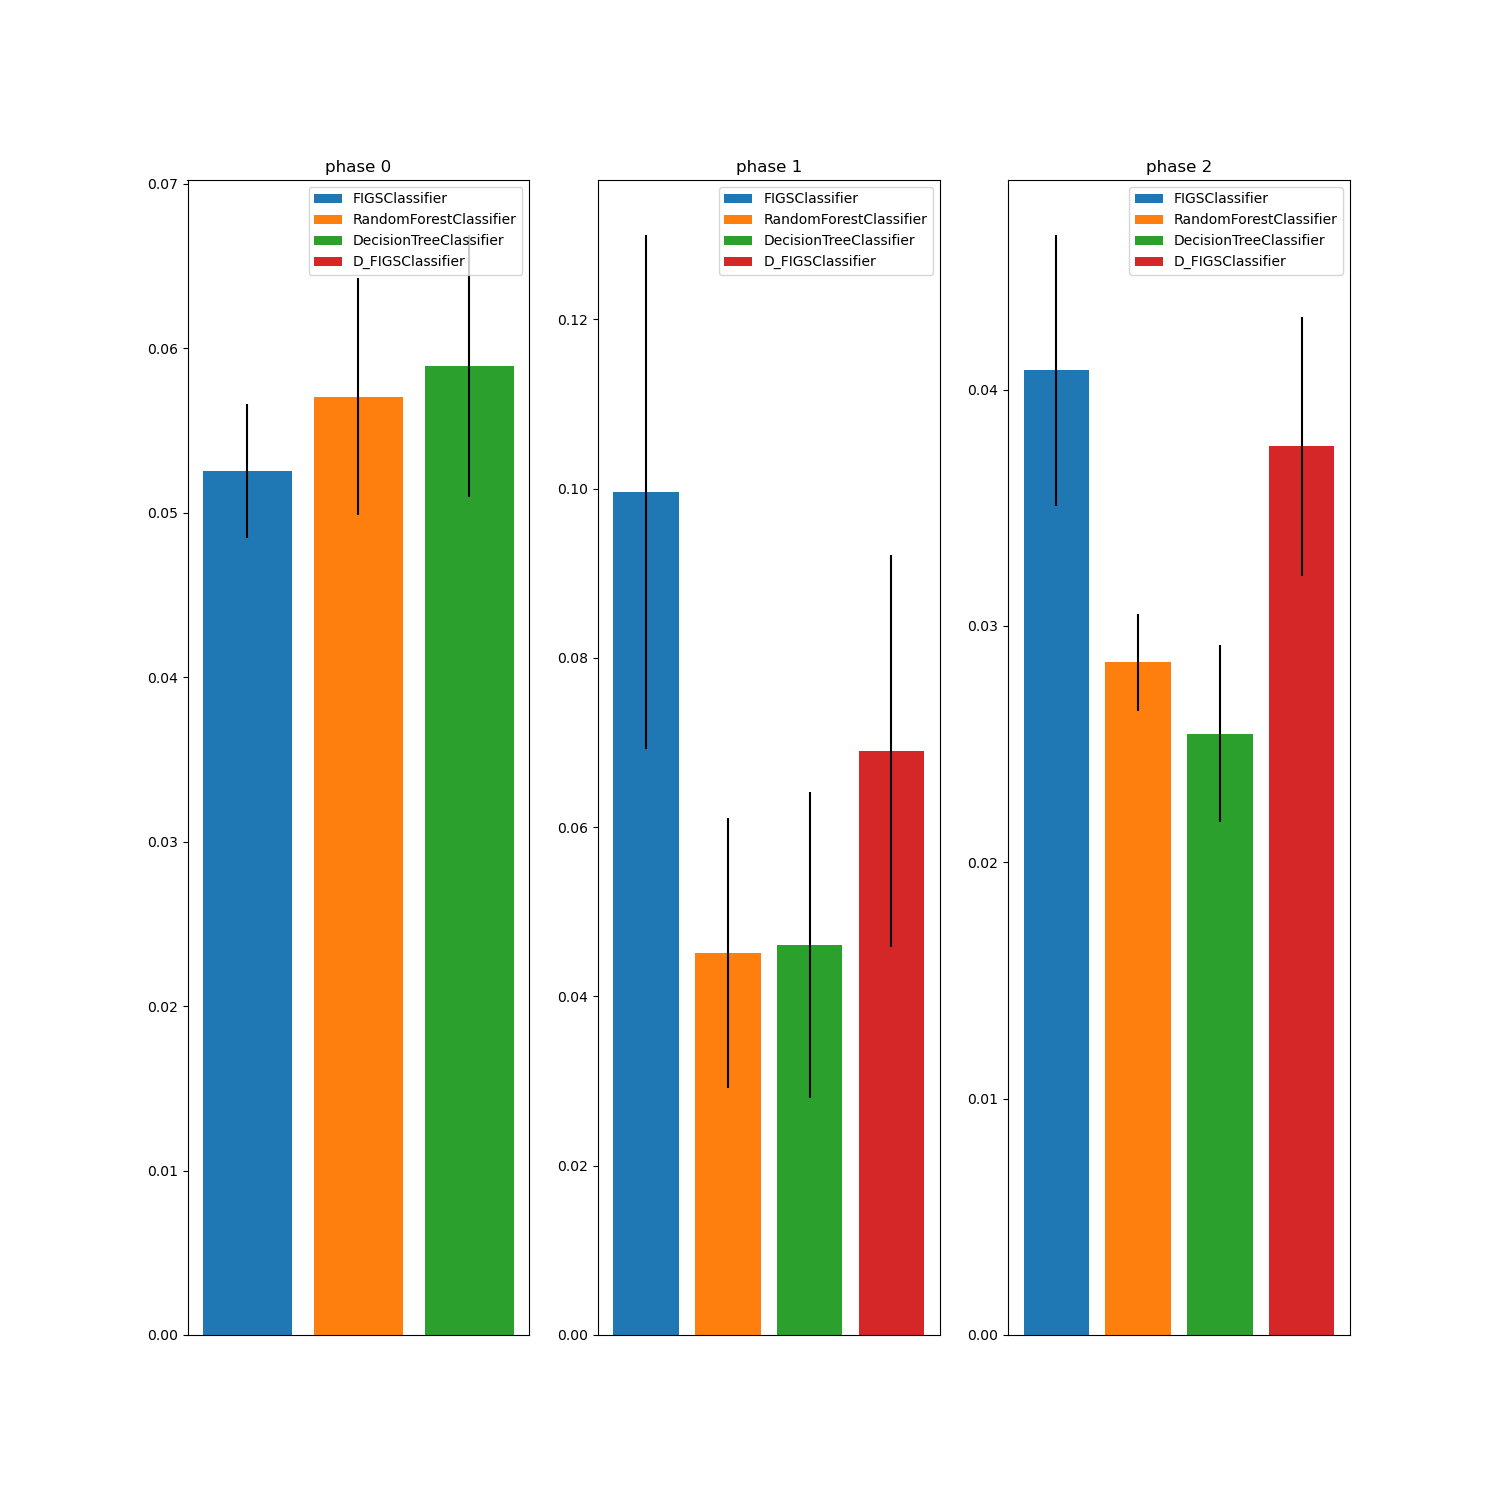 phase 0
0.07
0.06
0.05
0.04
0.03
0.02
0.01
0.00
FIGSClassifier
RandomForestClassifier
DecisionTreeClassifier
D_FIGSClassifier
phase 1
0.12
0.10
0.08
0.06
0.04
0.02
0.00
FIGSClassifier
RandomForestClassifier
DecisionTreeClassifier
D_FIGSClassifier
phase 2
0.04
0.03
0.02
0.01
0.00
FIGSClassifier
RandomForestClassifier
DecisionTreeClassifier
D_FIGSClassifier